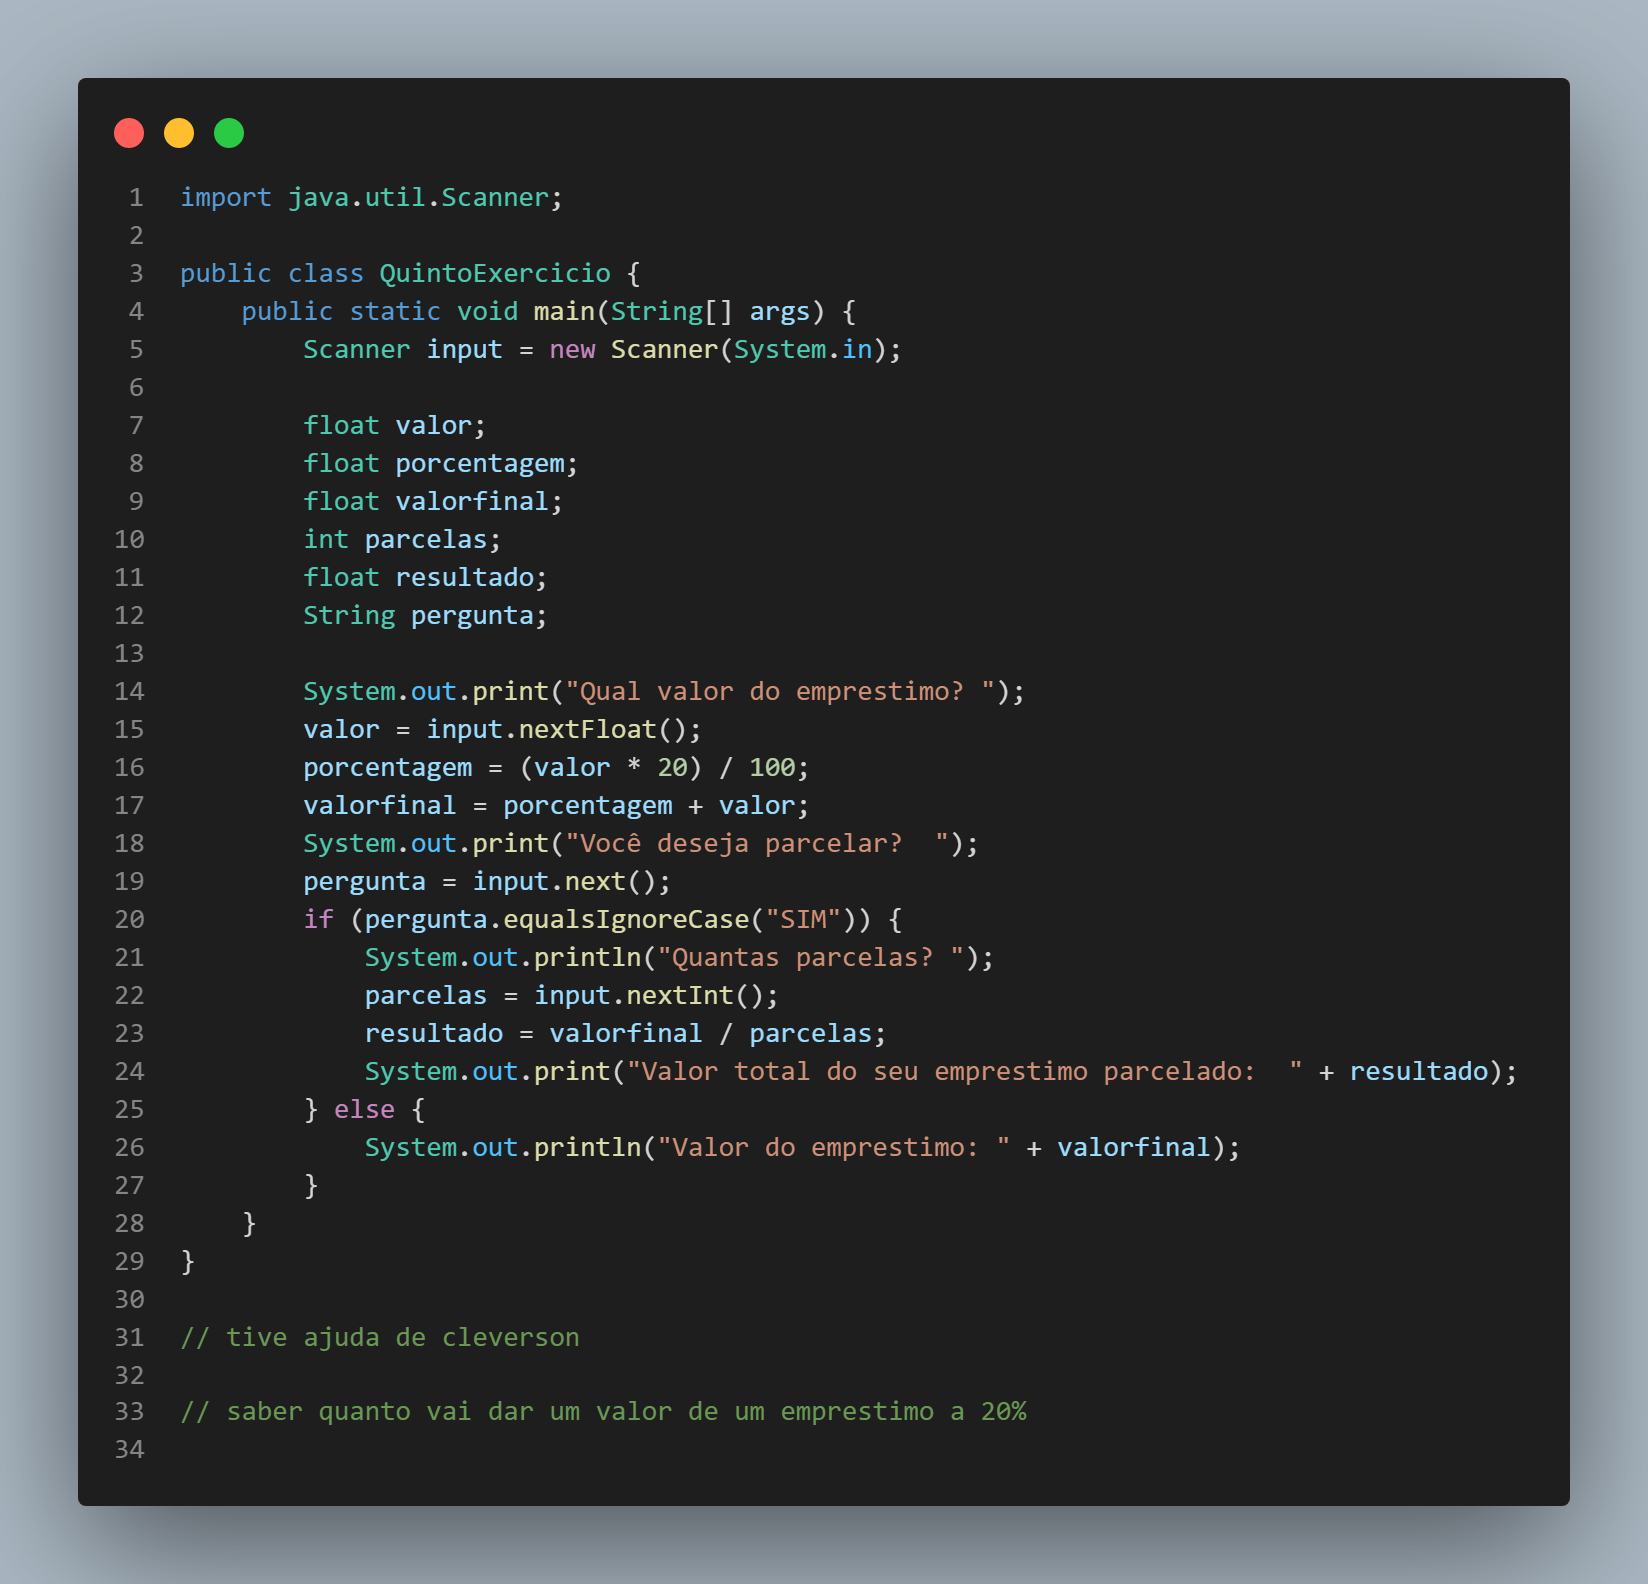 1 import java.util.Scanner;
2
3 public class QuintoExercicio {
4     public static void main(String[] args) {
5         Scanner input = new Scanner(System.in);
6
7         float valor;
8         float porcentagem;
9         float valorfinal;
10         int parcelas;
11         float resultado;
12         String pergunta;
13
14         System.out.print("Qual valor do emprestimo? ");
15         valor = input.nextFloat();
16         porcentagem = (valor * 20) / 100;
17         valorfinal = porcentagem + valor;
18         System.out.print("Você deseja parcelar?  ");
19         pergunta = input.next();
20         if (pergunta.equalsIgnoreCase("SIM")) {
21             System.out.println("Quantas parcelas? ");
22             parcelas = input.nextInt();
23             resultado = valorfinal / parcelas;
24             System.out.print("Valor total do seu emprestimo parcelado:  " + resultado);
25         } else {
26             System.out.println("Valor do emprestimo: " + valorfinal);
27         }
28     }
29 }
30
31 // tive ajuda de cleverson
32
33 // saber quanto vai dar um valor de um emprestimo a 20%
34